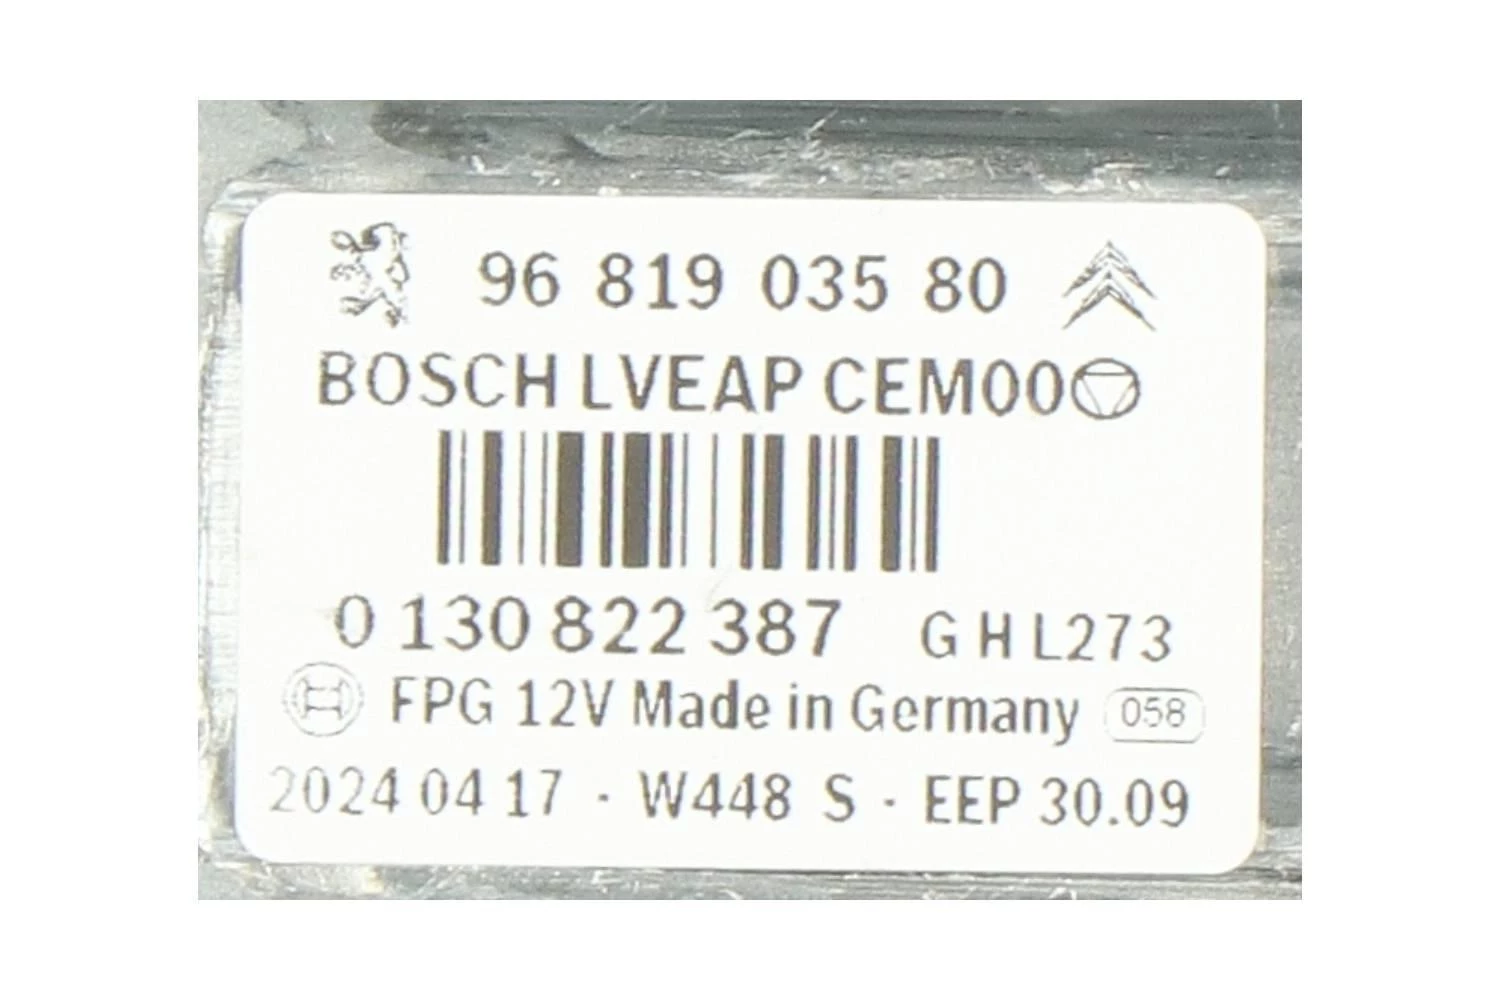 96 819 035 80
BOSCH LVEAP CEM00
0 130 822 387 G H L273
FPG 12V Made in Germany 058
2024 04 17 - W448 S - EEP 30.09